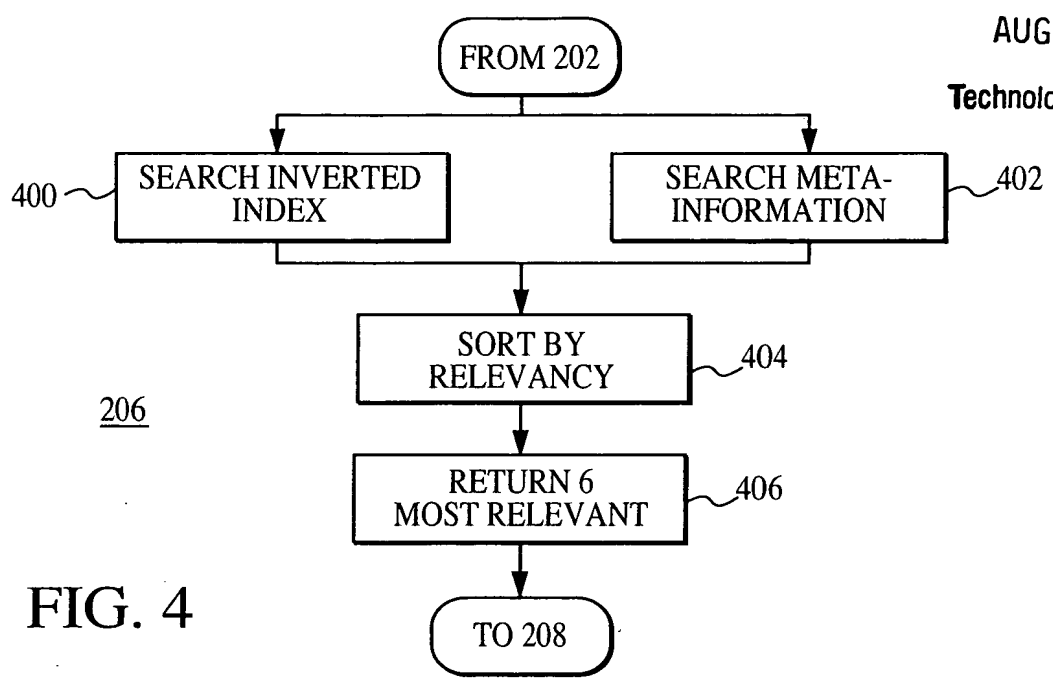 AUG
FROM 202
400
SEARCH INVERTED
INDEX
SEARCH META-
INFORMATION
402
SORT BY
RELEVANCY
404
206
RETURN 6
MOST RELEVANT
406
FIG. 4
TO 208